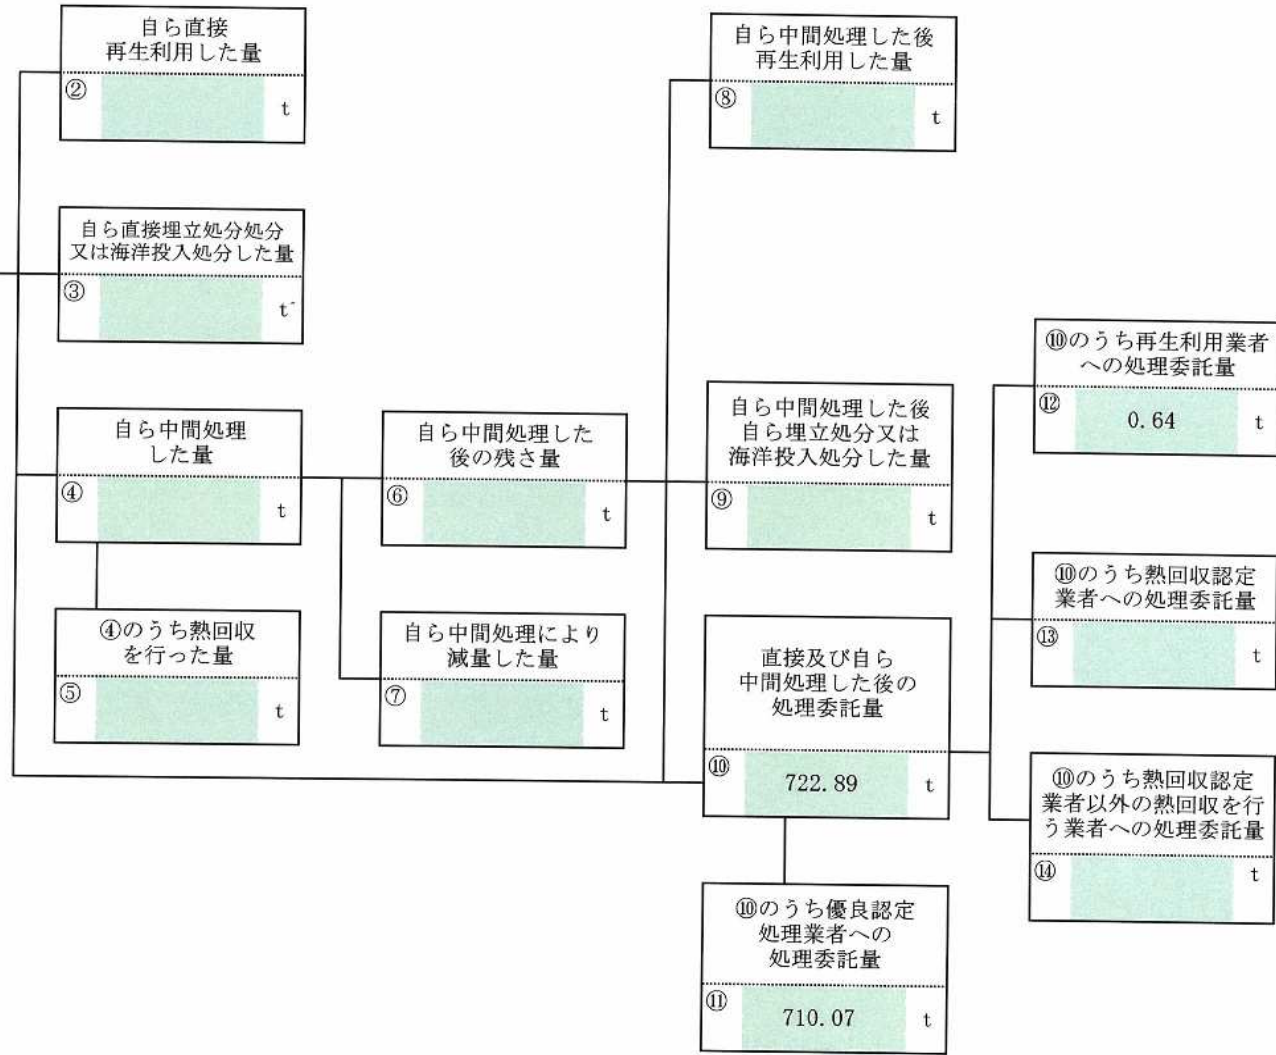 自ら直接
再生利用した量
②
t
自ら中間処理した後
再生利用した量
⑧
t
自ら直接埋立処分処分
又は海洋投入処分した量
③
t
⑩のうち再生利用業者
への処理委託量
⑫
0.64
t
自ら中間処理
した量
④
t
自ら中間処理した
後の残さ量
⑥
t
自ら中間処理した後
自ら埋立処分又は
海洋投入処分した量
⑨
t
⑩のうち熱回収認定
業者への処理委託量
⑬
t
④のうち熱回収
を行った量
⑤
t
自ら中間処理により
減量した量
⑦
t
直接及び自ら
中間処理した後の
処理委託量
⑩
722.89
t
⑩のうち熱回収認定
業者以外の熱回収を行
う業者への処理委託量
⑭
t
⑩のうち優良認定
処理業者への
処理委託量
⑪
710.07
t